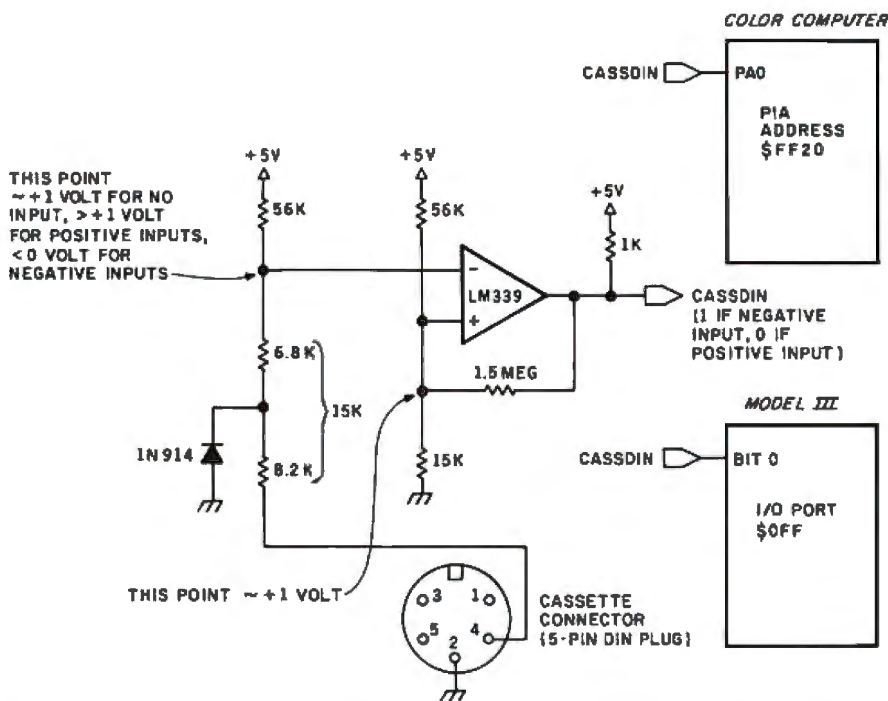 COLOR COMPUTER
CASSDIN
PA0
PIA
ADDRESS
$FF20
+5V
+5V
THIS POINT
~+1 VOLT FOR NO
INPUT, >+1 VOLT
FOR POSITIVE INPUTS,
<0 VOLT FOR
NEGATIVE INPUTS
56K
56K
+5V
1K
-
LM339
+
CASSDIN
(1 IF NEGATIVE
INPUT, 0 IF
POSITIVE INPUT)
6.8K
15K
1.5 MEG
1N914
8.2K
15K
MODEL III
CASSDIN
BIT 0
I/O PORT
$0FF
THIS POINT ~+1 VOLT
3
1
5
4
2
CASSETTE
CONNECTOR
(5-PIN DIN PLUG)